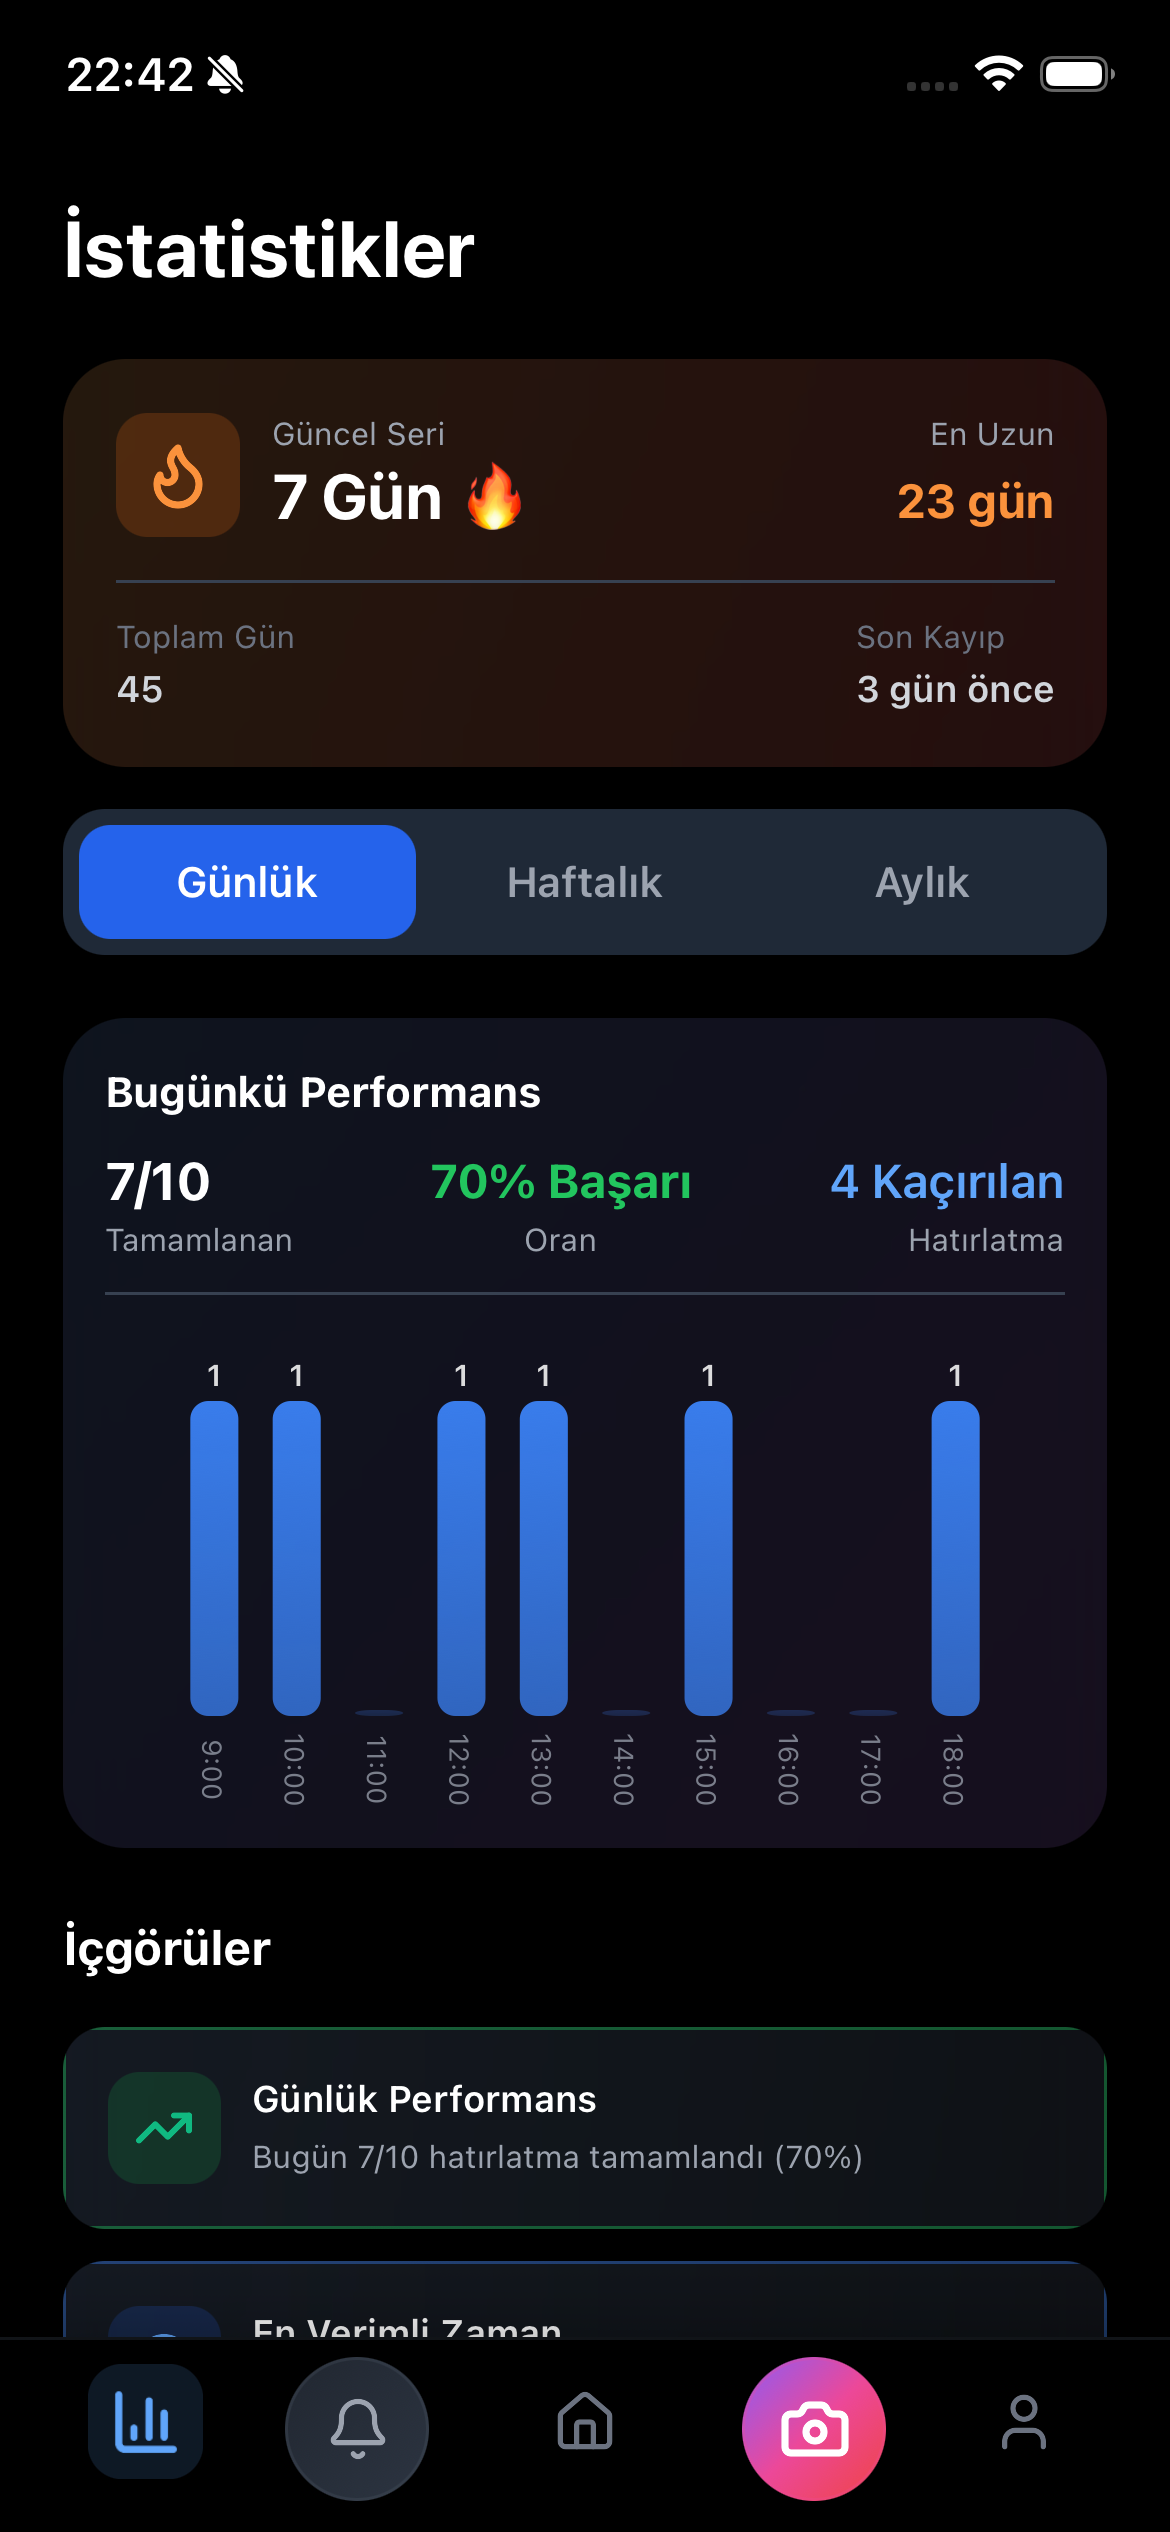 22:42
İstatistikler
Güncel Seri
7 Gün 🔥
En Uzun
23 gün
Toplam Gün
45
Son Kayıp
3 gün önce
Günlük Haftalık Aylık
Bugünkü Performans
7/10 70% Başarı 4 Kaçırılan
Tamamlanan Oran Hatırlatma
1 1 1 1 1 1
9:00 10:00 11:00 12:00 13:00 14:00 15:00 16:00 17:00 18:00
İçgörüler
Günlük Performans
Bugün 7/10 hatırlatma tamamlandı (70%)
En Verimli Zaman